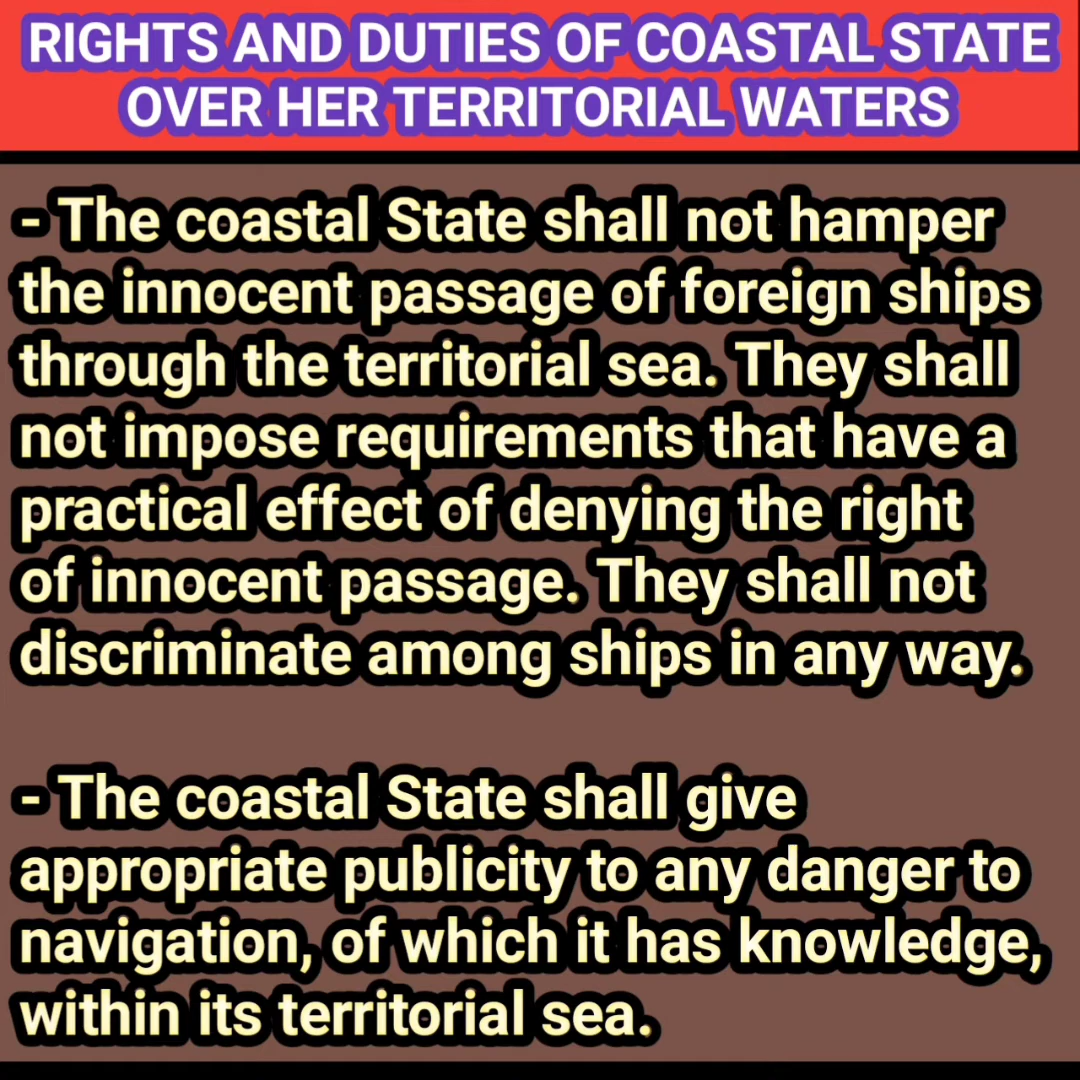 RIGHTS AND DUTIES OF COASTAL STATE
OVER HER TERRITORIAL WATERS
- The coastal State shall not hamper
the innocent passage of foreign ships
through the territorial sea. They shall
not impose requirements that have a
practical effect of denying the right
of innocent passage. They shall not
discriminate among ships in any way.
- The coastal State shall give
appropriate publicity to any danger to
navigation, of which it has knowledge,
within its territorial sea.